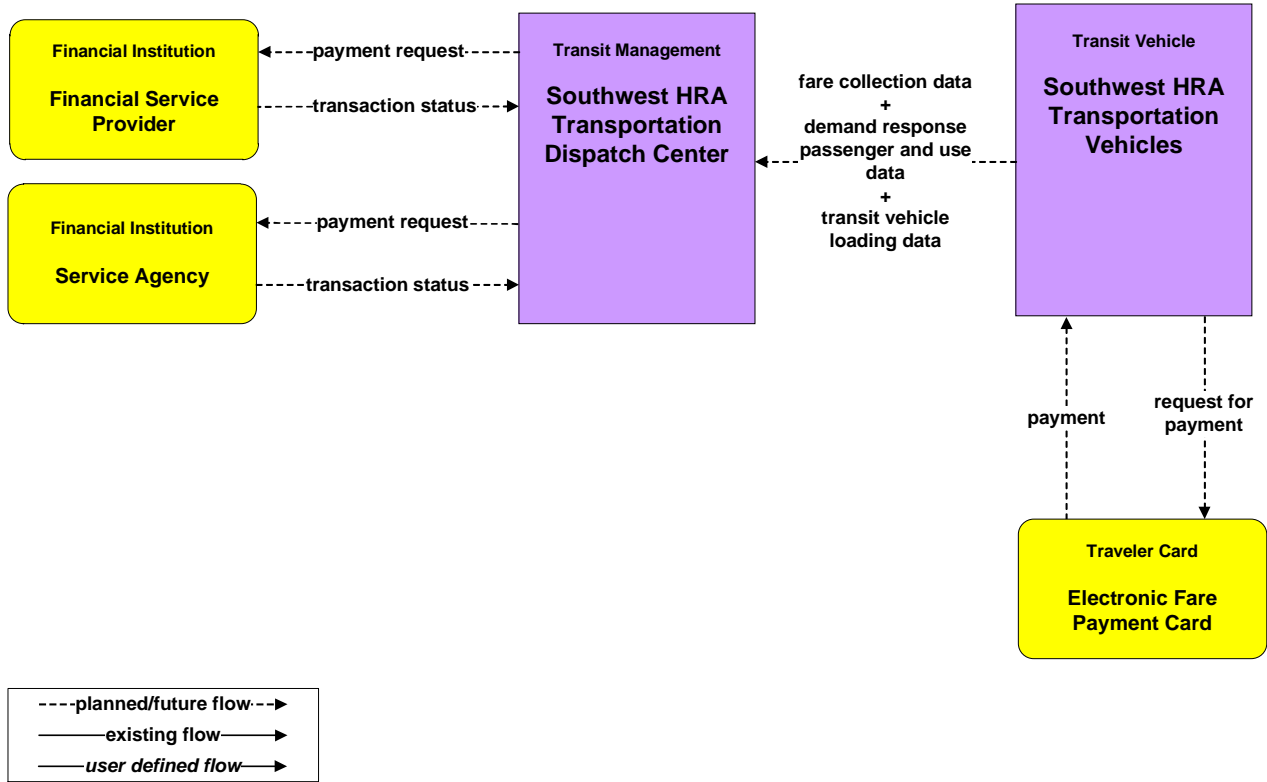 Financial Institution
Financial Service
Provider
payment request
transaction status
Financial Institution
Service Agency
payment request
transaction status
Transit Management
Southwest HRA
Transportation
Dispatch Center
fare collection data
+
demand response
passenger and use
data
+
transit vehicle
loading data
Transit Vehicle
Southwest HRA
Transportation
Vehicles
payment
request for
payment
Traveler Card
Electronic Fare
Payment Card
planned/future flow
existing flow
user defined flow